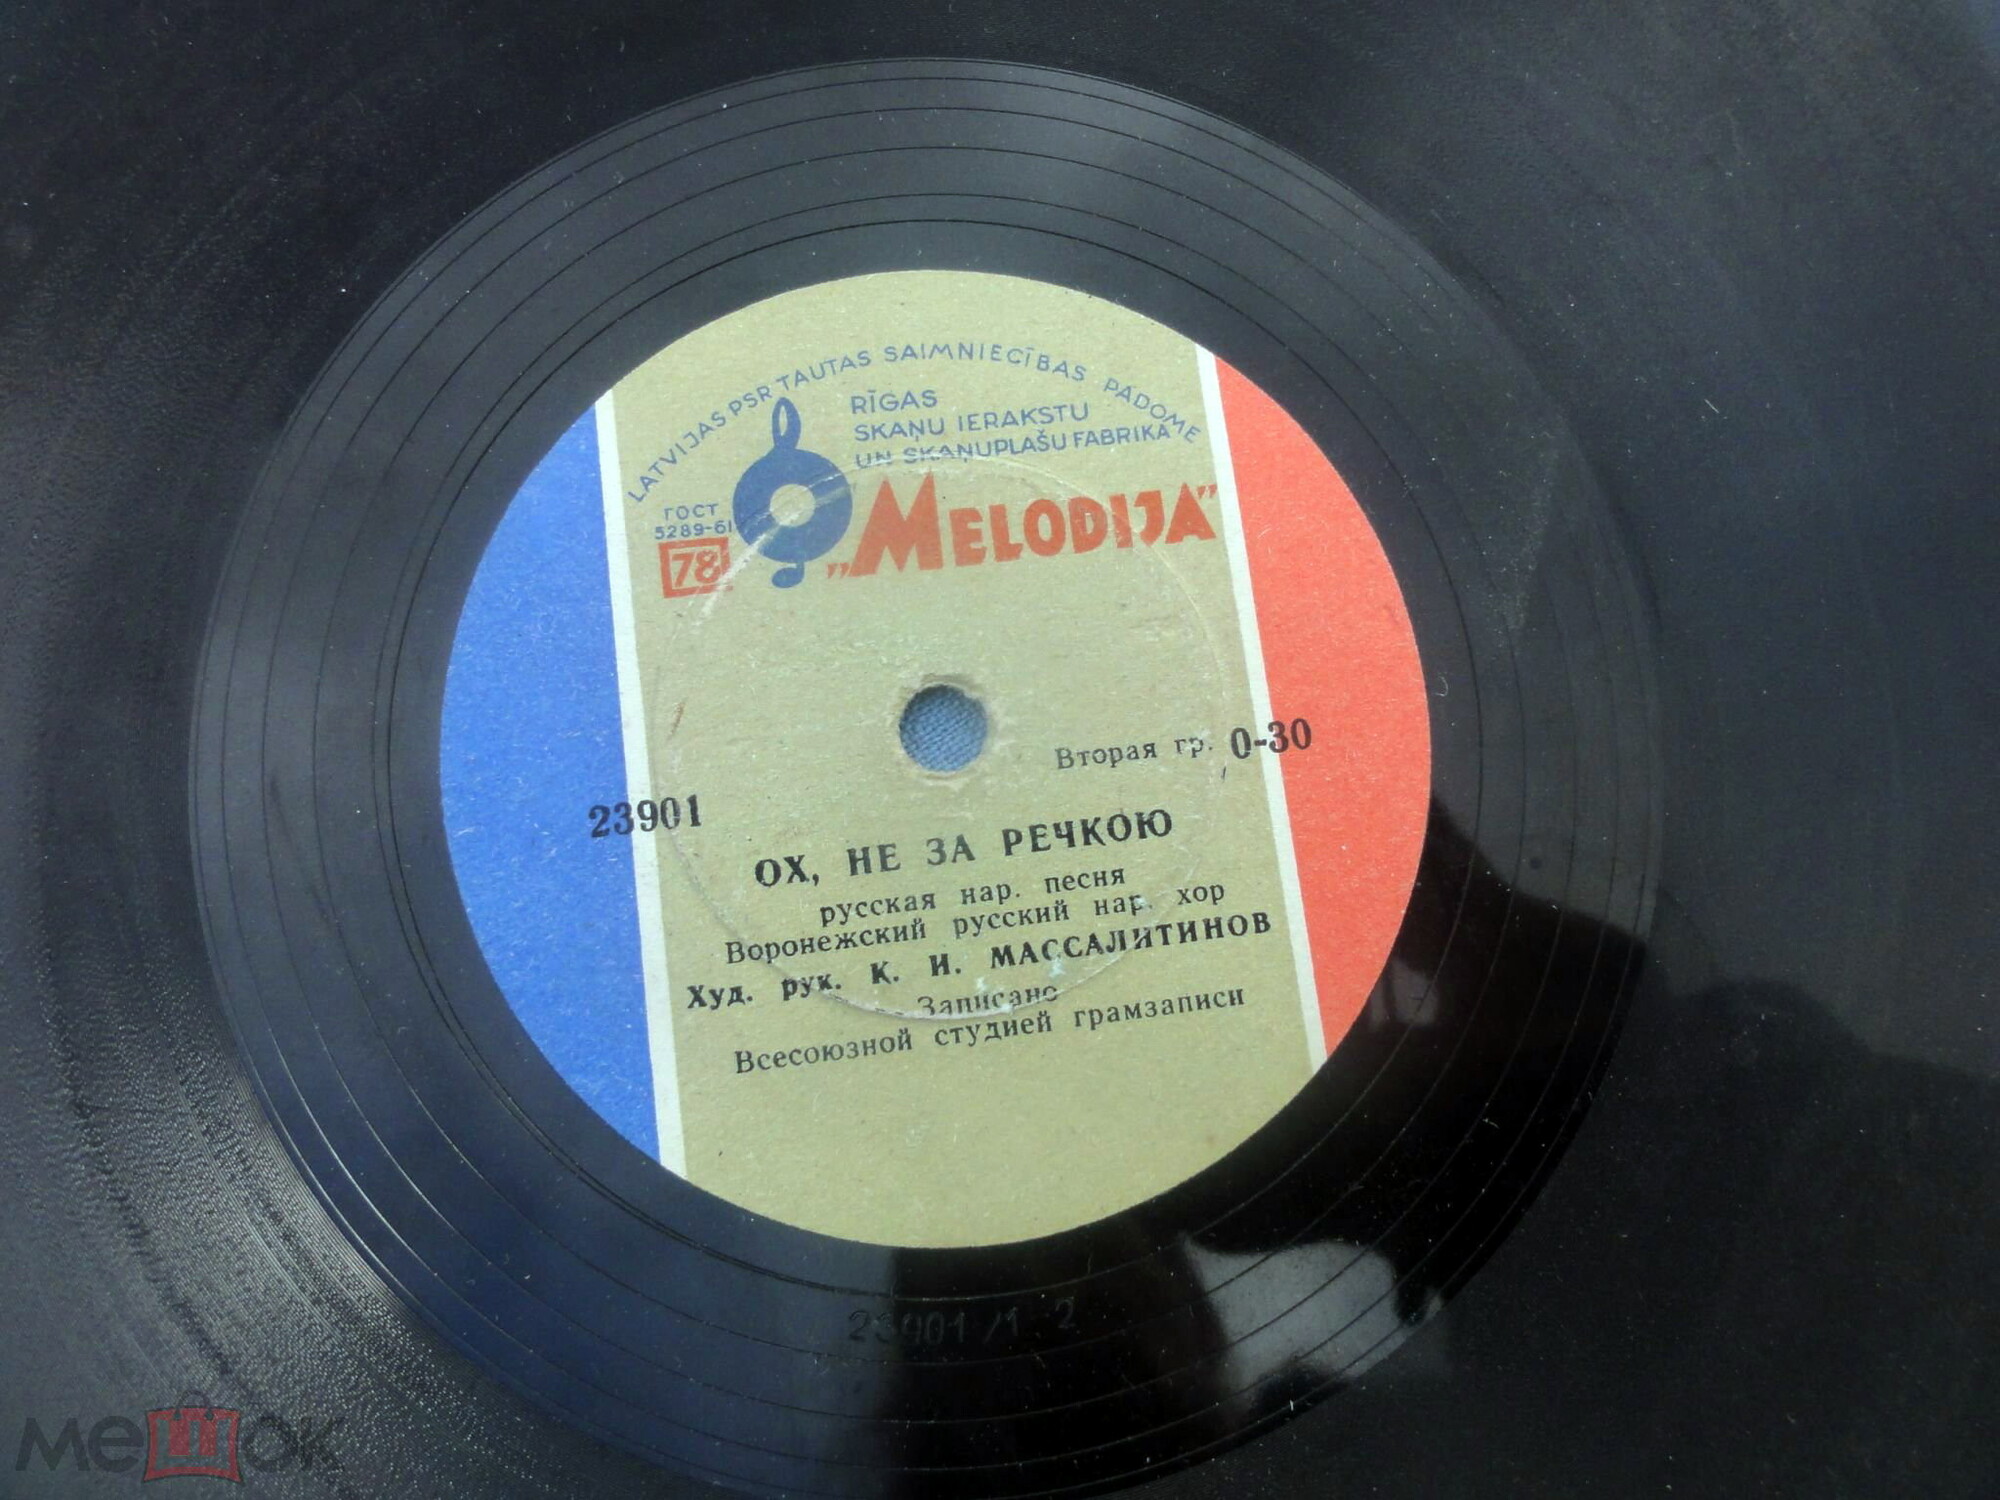 LATVIJAS PSR TAUTAS SAIMNIECĪBAS PADOME
RĪGAS
SKAŅU IERAKSTU
UN SKAŅUPLAŠU FABRIKA
ГОСТ
5289-61
78
„MELODIJA”
Вторая гр. 0-30
23901
ОХ, НЕ ЗА РЕЧКОЮ
русская нар. песня
Воронежский русский нар. хор
Худ. рук. К. И. МАССАЛИТИНОВ
Записано
Всесоюзной студией грамзаписи
23901/1-2
мешок